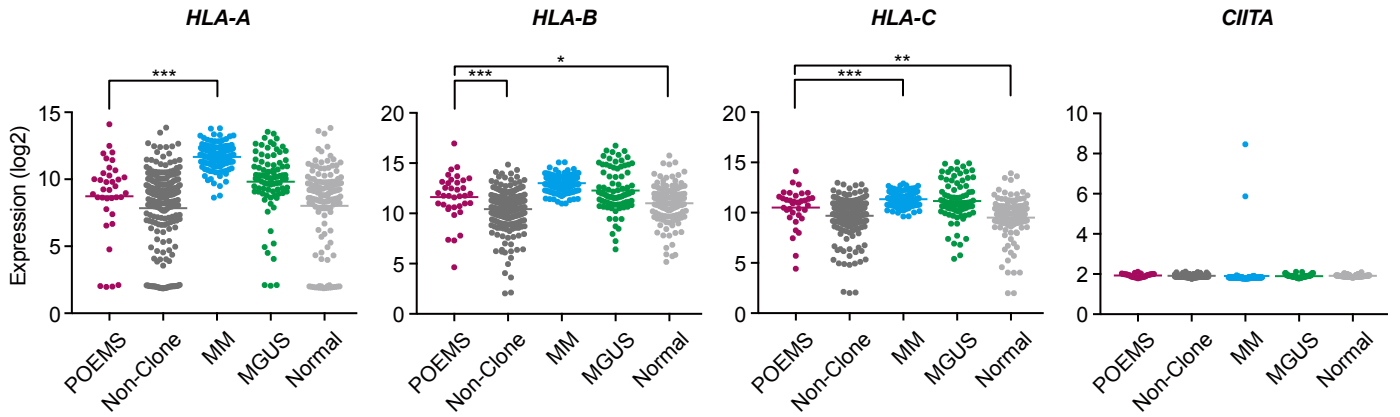 HLA-A
HLA-B
HLA-C
CIITA
Expression (log2)
***
15
10
5
0
POEMS
Non-Clone
MM
MGUS
Normal
*
***
20
15
10
5
0
POEMS
Non-Clone
MM
MGUS
Normal
**
***
20
15
10
5
0
POEMS
Non-Clone
MM
MGUS
Normal
10
8
6
4
2
0
POEMS
Non-Clone
MM
MGUS
Normal